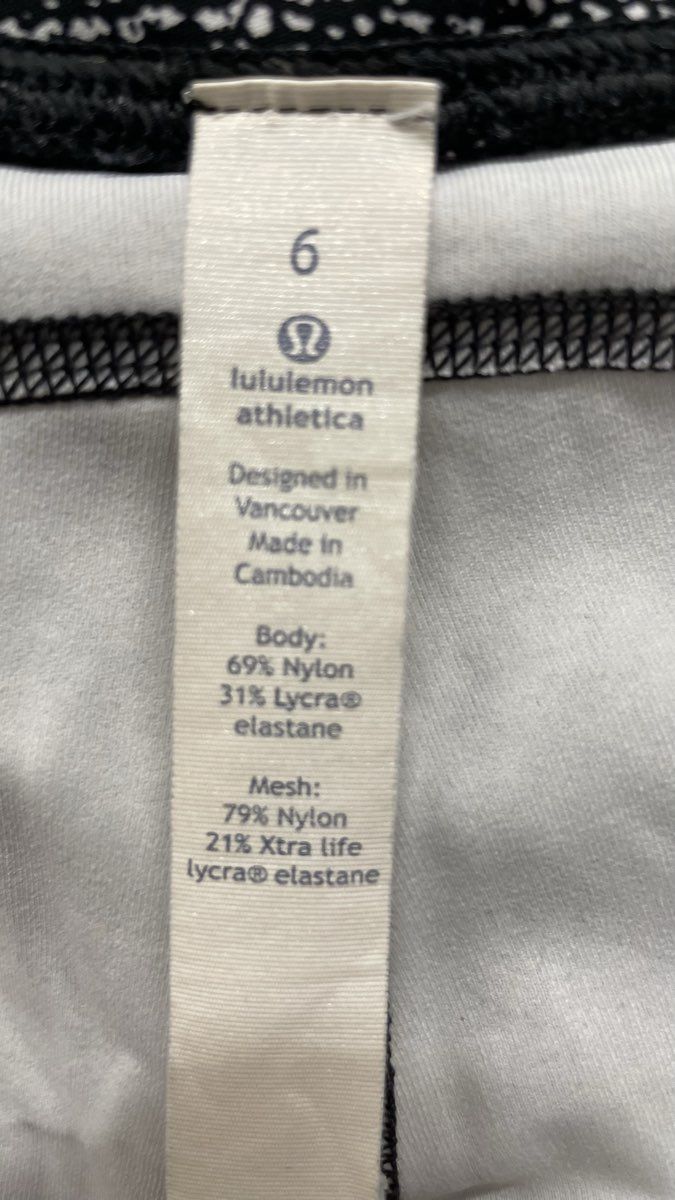 6
lululemon
athletica
Designed in
Vancouver
Made in
Cambodia
Body:
69% Nylon
31% Lycra®
elastane
Mesh:
79% Nylon
21% Xtra life
lycra® elastane